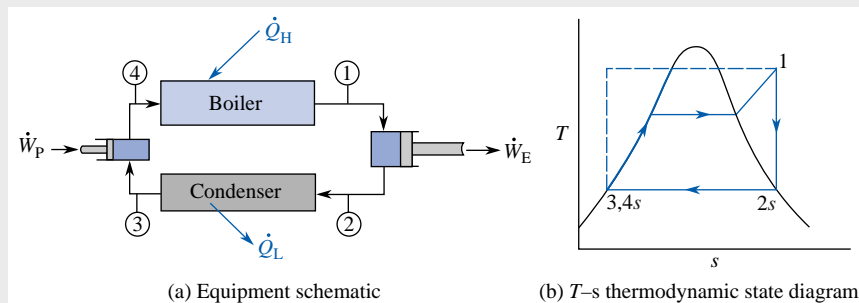 Q̇H
4
1
Boiler
ẆP
ẆE
Condenser
3
2
Q̇L
(a) Equipment schematic
1
T
3,4s
2s
s
(b) T–s thermodynamic state diagram